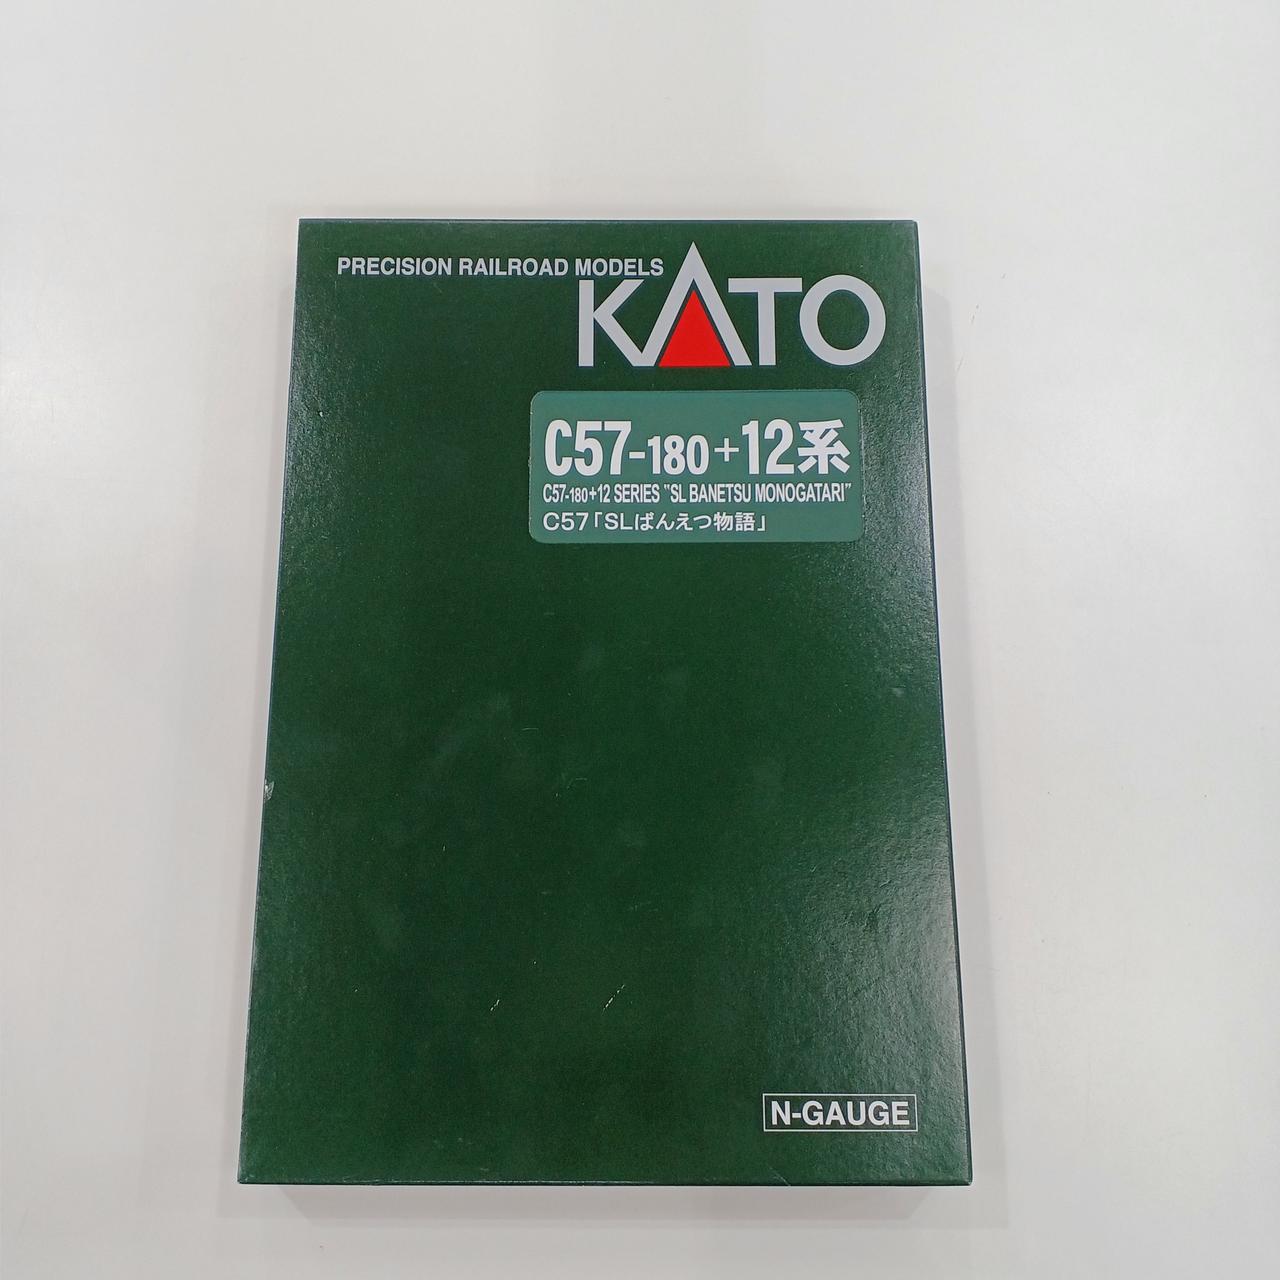 PRECISION RAILROAD MODELS
KATO
C57-180+12系
C57-180+12 SERIES "SL BANETSU MONOGATARI"
C57「SLばんえつ物語」
N-GAUGE